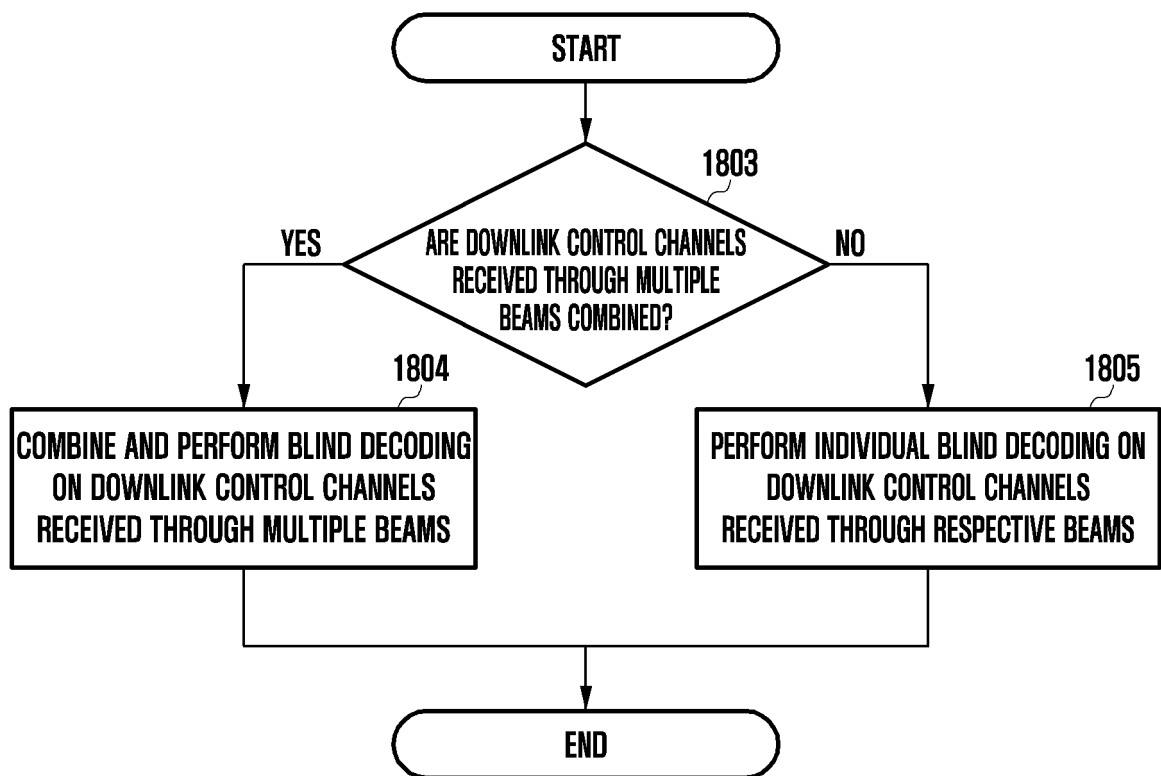 START
1803
ARE DOWNLINK CONTROL CHANNELS
RECEIVED THROUGH MULTIPLE
BEAMS COMBINED?
YES
NO
1804
COMBINE AND PERFORM BLIND DECODING
ON DOWNLINK CONTROL CHANNELS
RECEIVED THROUGH MULTIPLE BEAMS
1805
PERFORM INDIVIDUAL BLIND DECODING ON
DOWNLINK CONTROL CHANNELS
RECEIVED THROUGH RESPECTIVE BEAMS
END